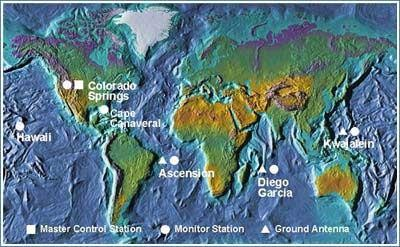 Colorado
Springs
Cape
Canaveral
Hawaii
Kwajalein
Ascension
Diego
Garcia
Master Control Station
Monitor Station
Ground Antenna